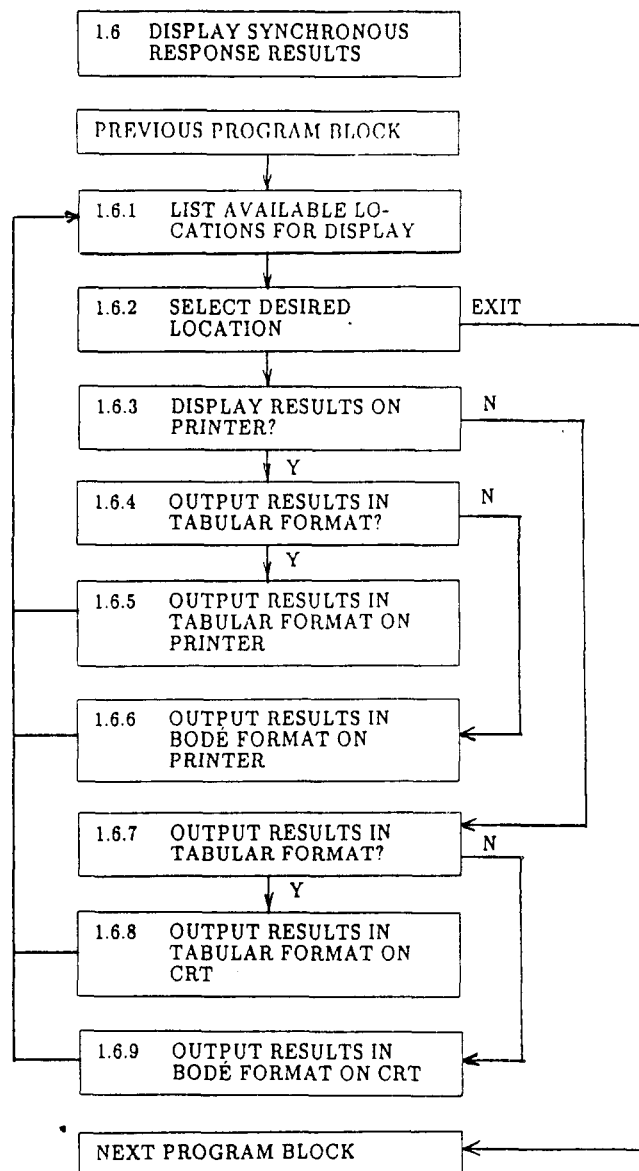 1.6 DISPLAY SYNCHRONOUS
RESPONSE RESULTS
PREVIOUS PROGRAM BLOCK
1.6.1 LIST AVAILABLE LO-
CATIONS FOR DISPLAY
1.6.2 SELECT DESIRED
LOCATION
EXIT
1.6.3 DISPLAY RESULTS ON
PRINTER?
N
Y
1.6.4 OUTPUT RESULTS IN
TABULAR FORMAT?
N
Y
1.6.5 OUTPUT RESULTS IN
TABULAR FORMAT ON
PRINTER
1.6.6 OUTPUT RESULTS IN
BODÉ FORMAT ON
PRINTER
1.6.7 OUTPUT RESULTS IN
TABULAR FORMAT?
N
Y
1.6.8 OUTPUT RESULTS IN
TABULAR FORMAT ON
CRT
1.6.9 OUTPUT RESULTS IN
BODÉ FORMAT ON CRT
NEXT PROGRAM BLOCK